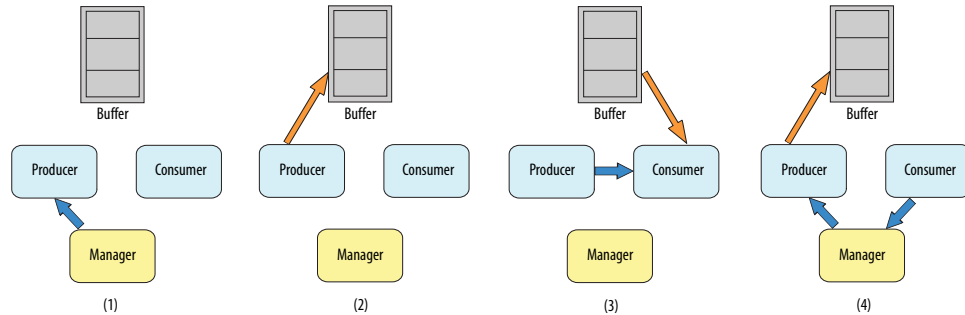 Buffer
Producer
Consumer
Manager
(1)
Buffer
Producer
Consumer
Manager
(2)
Buffer
Producer
Consumer
Manager
(3)
Buffer
Producer
Consumer
Manager
(4)